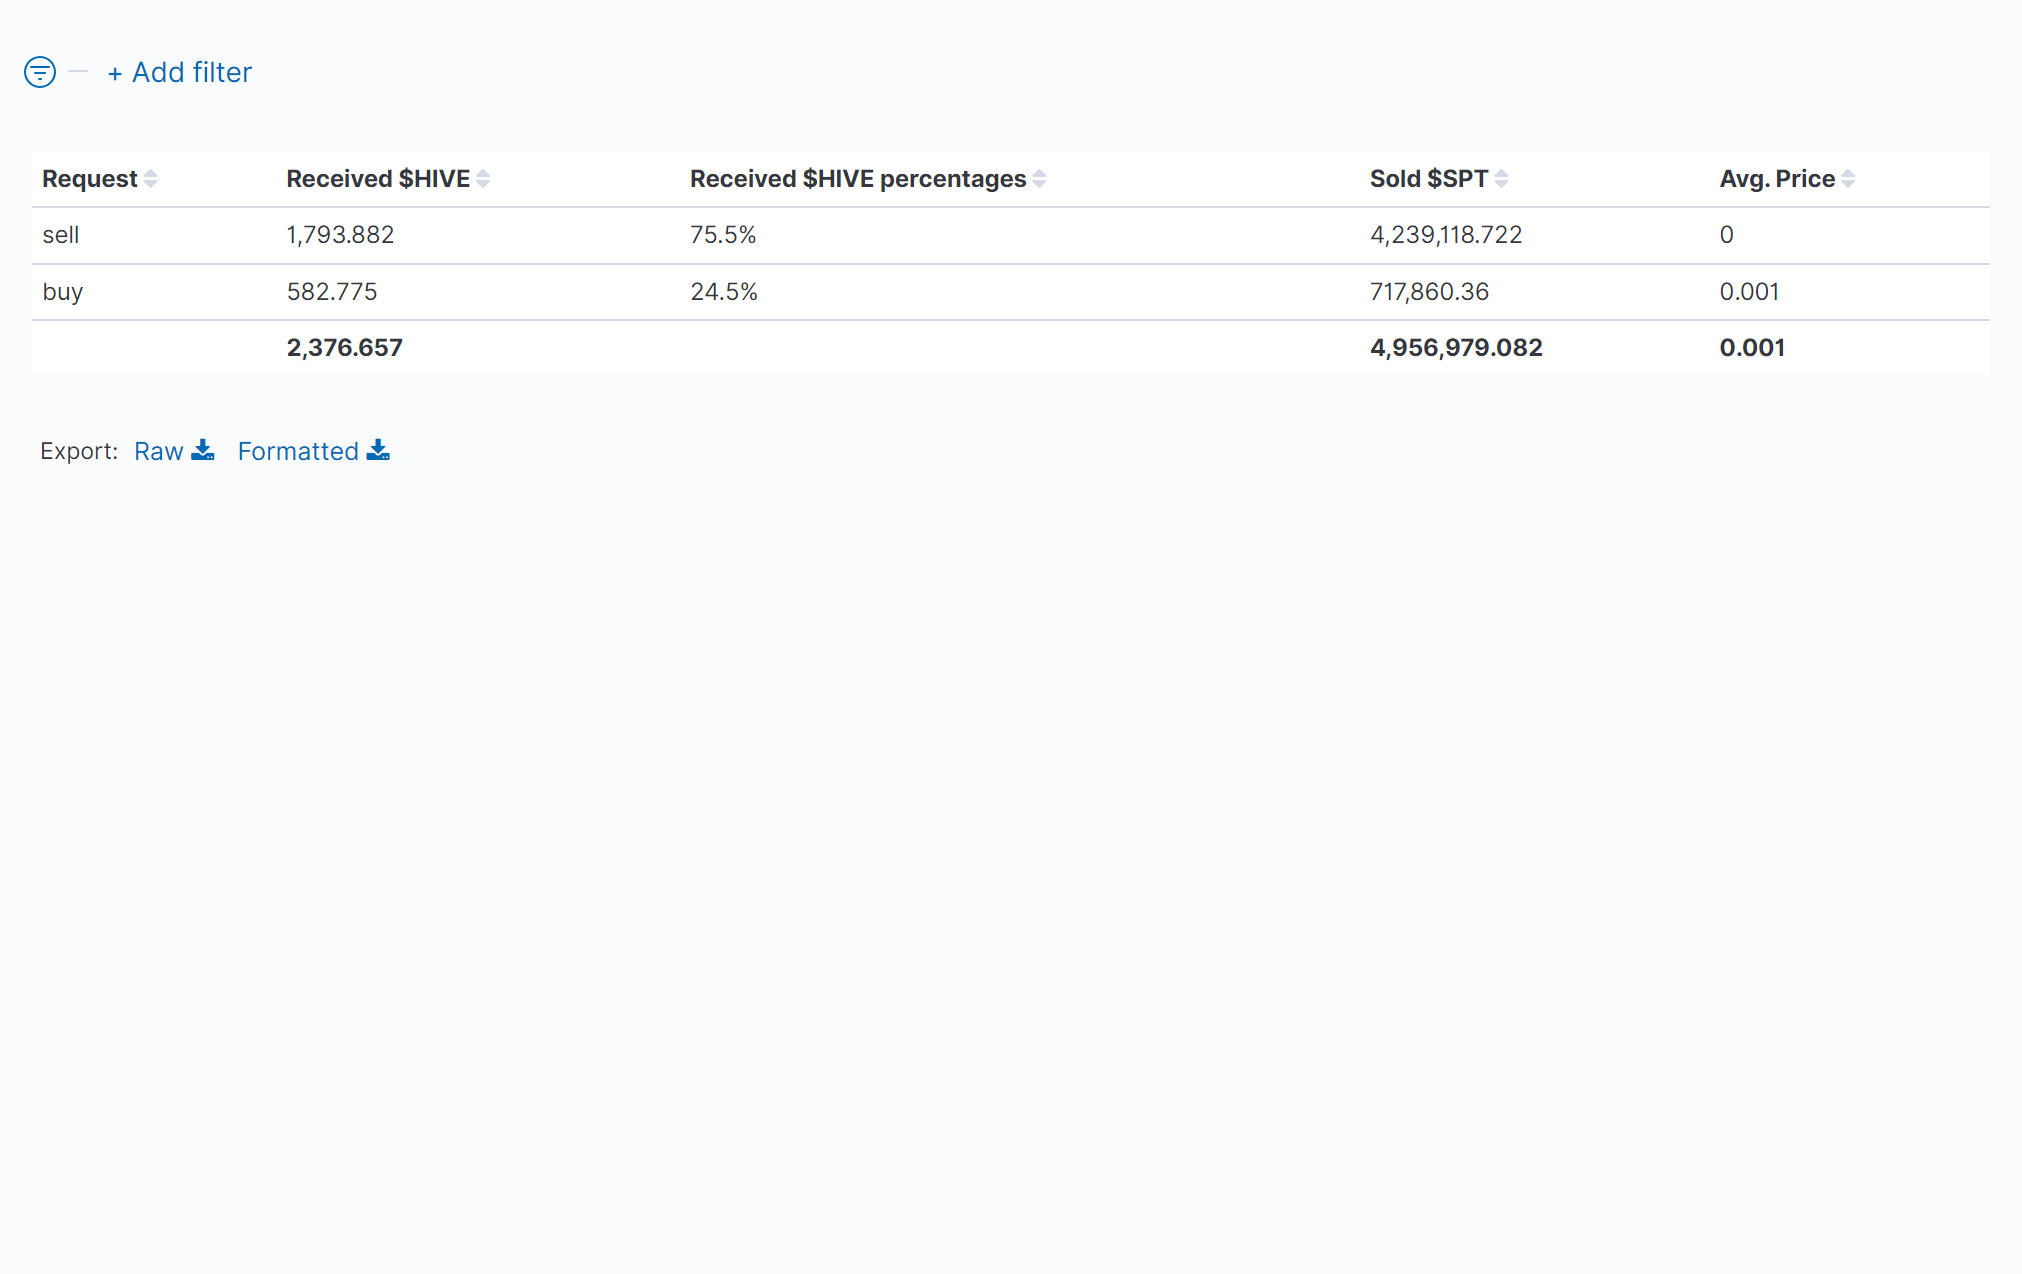 + Add filter
Request Received $HIVE Received $HIVE percentages Sold $SPT Avg. Price
sell 1,793.882 75.5% 4,239,118.722 0
buy 582.775 24.5% 717,860.36 0.001
2,376.657 4,956,979.082 0.001
Export: Raw Formatted